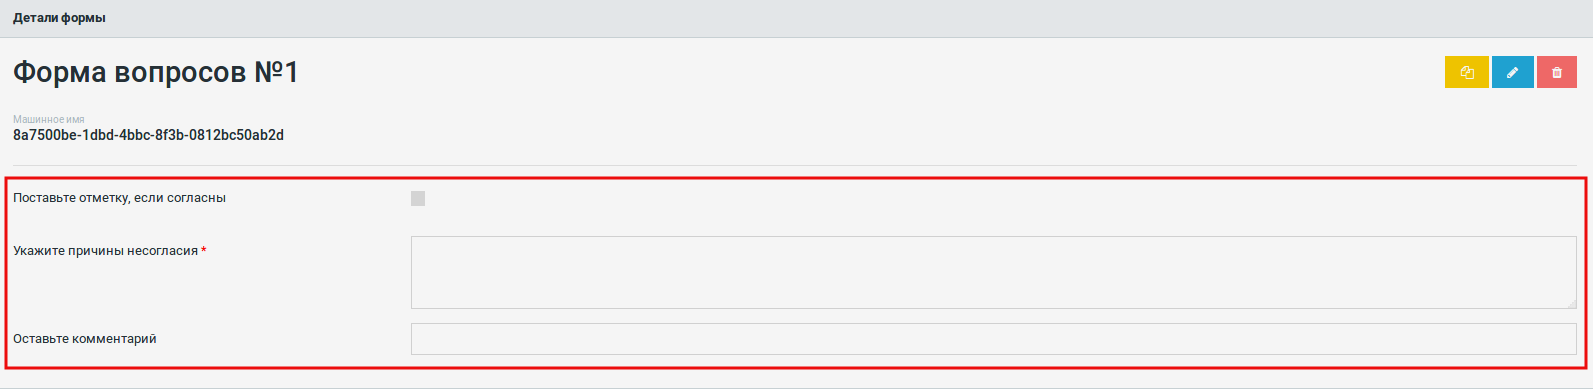 Детали формы
Форма вопросов №1
Машинное имя
8a7500be-1dbd-4bbc-8f3b-0812bc50ab2d
Поставьте отметку, если согласны
Укажите причины несогласия *
Оставьте комментарий